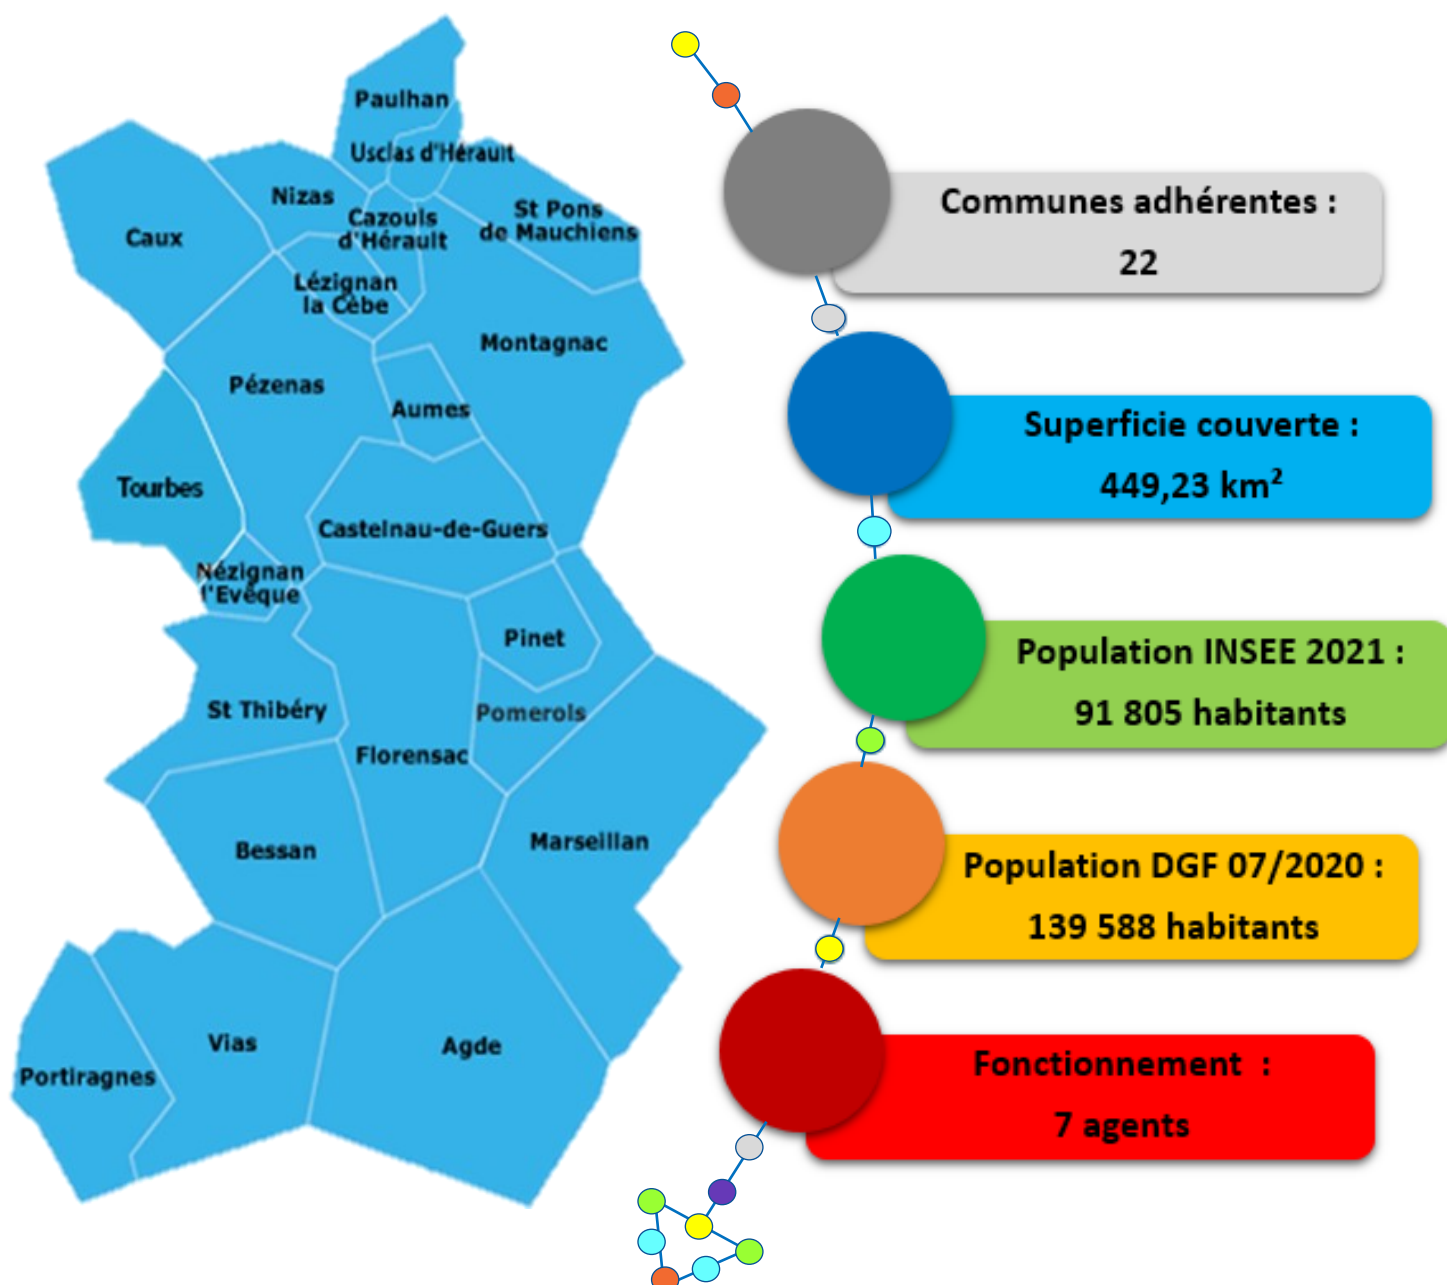 Paulhan
Usclas d'Hérault
Nizas
Cazouls
d'Hérault
St Pons
de Mauchiens
Caux
Lézignan
la Cèbe
Montagnac
Pézenas
Aumes
Tourbes
Castelnau-de-Guers
Nézignan
l'Evêque
Pinet
St Thibéry
Pomerols
Florensac
Bessan
Marseillan
Vias
Agde
Portiragnes
Communes adhérentes :
22
Superficie couverte :
449,23 km²
Population INSEE 2021 :
91 805 habitants
Population DGF 07/2020 :
139 588 habitants
Fonctionnement  :
7 agents